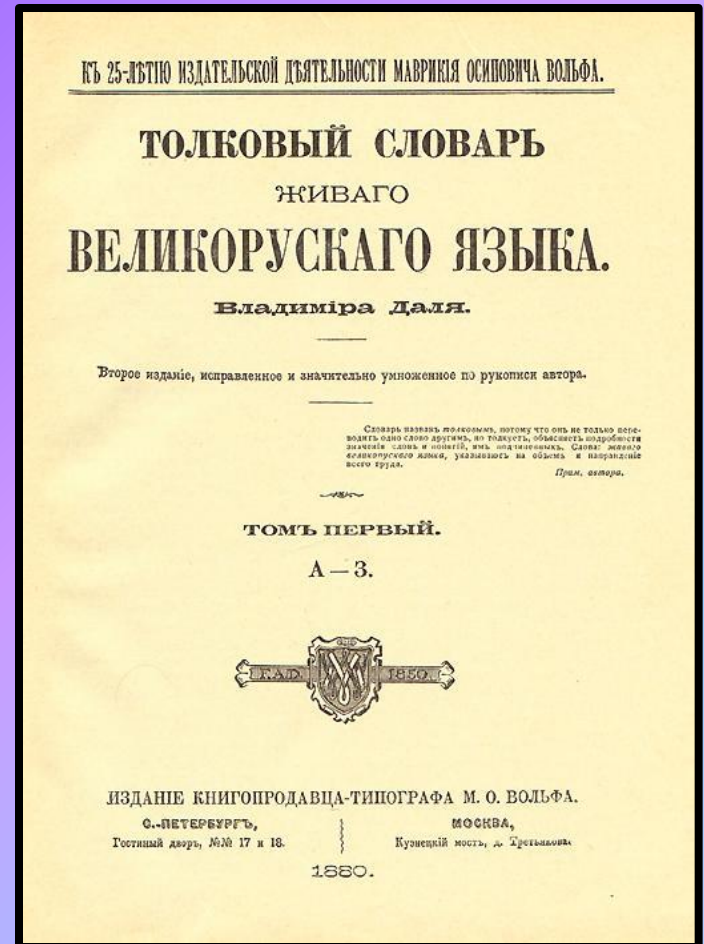 КЪ 25-ЛѢТІЮ ИЗДАТЕЛЬСКОЙ ДѢЯТЕЛЬНОСТИ МАВРИКІЯ ОСИПОВИЧА ВОЛЬФА.
ТОЛКОВЫЙ СЛОВАРЬ
ЖИВАГО
ВЕЛИКОРУСКАГО ЯЗЫКА.
Владиміра Даля.
Второе изданіе, исправленное и значительно умноженное по рукописи автора.
Словарь названъ толковымъ, потому что онъ не только пере-
водитъ одно слово другимъ, но толкуетъ, объясняетъ подробности
значенія словъ и понятій, имъ подчиненныхъ. Слова: живаго
великорускаго языка, указываютъ на объемъ и направленіе
всего труда.
Прим. автора.
ТОМЪ ПЕРВЫЙ.
А — З.
F.A.D. 1850.
ИЗДАНІЕ КНИГОПРОДАВЦА-ТИПОГРАФА М. О. ВОЛЬФА.
С.-ПЕТЕРБУРГЪ, МОСКВА,
Гостиный дворъ, №№ 17 и 18. Кузнецкій мостъ, д. Третьякова.
1880.